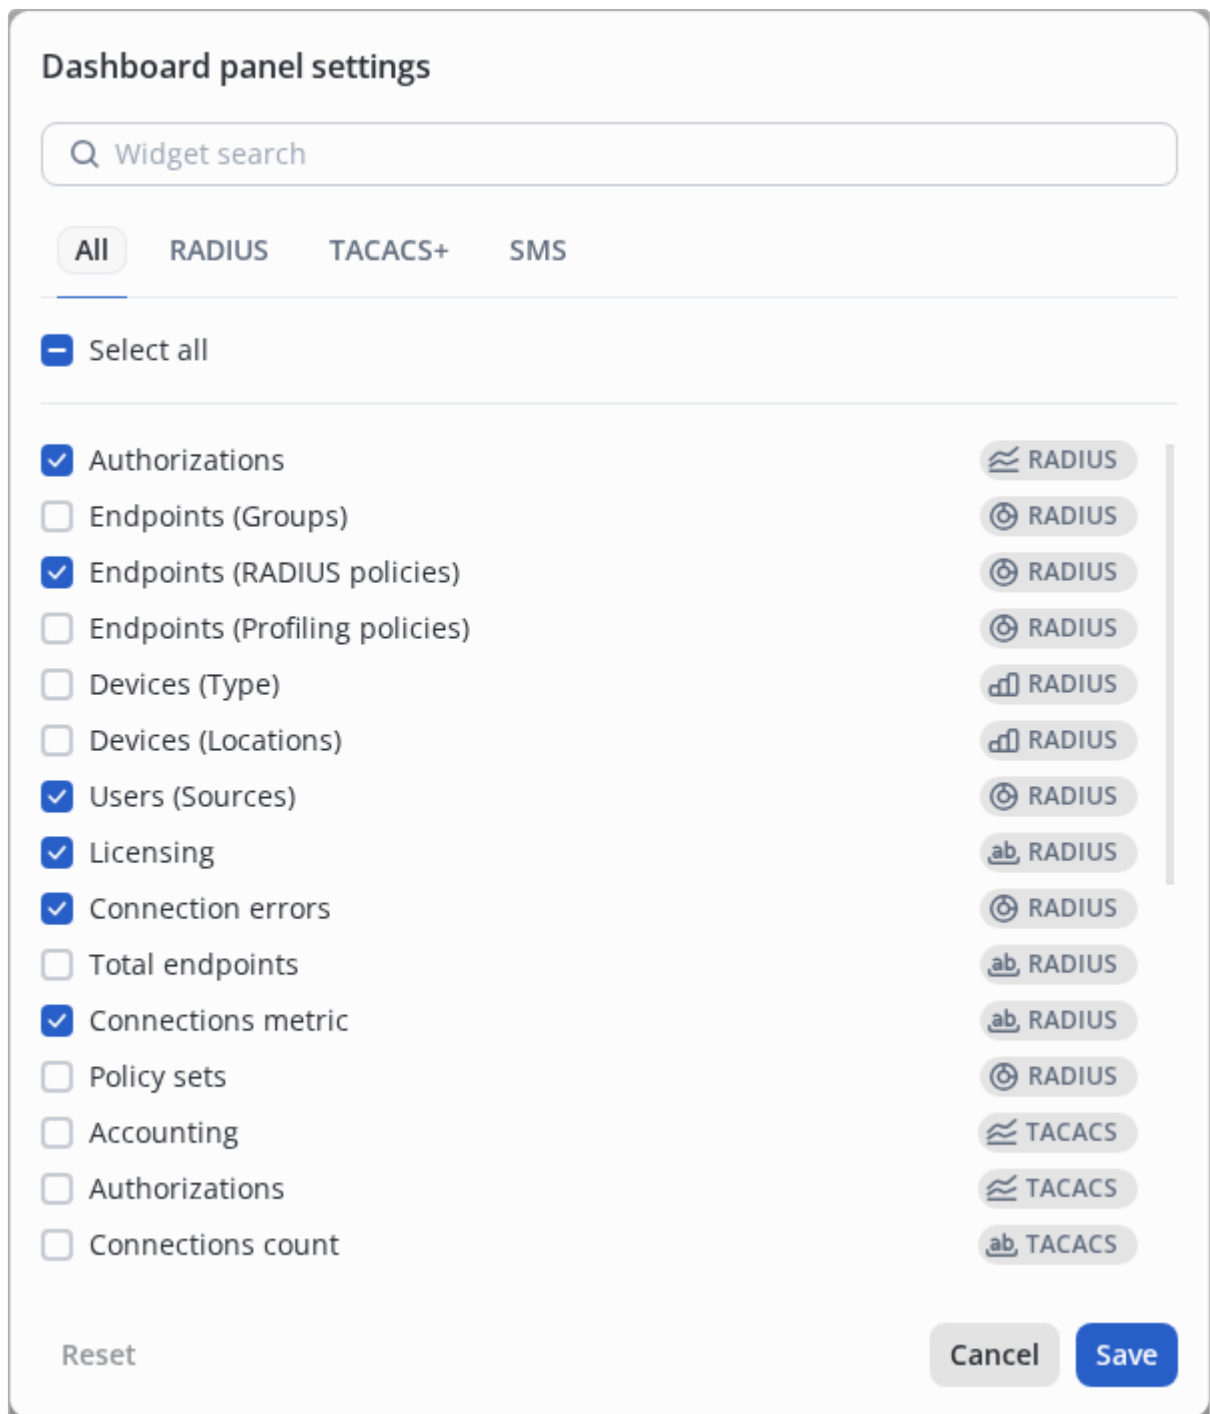 Dashboard panel settings
Widget search
All RADIUS TACACS+ SMS
Select all
Authorizations RADIUS
Endpoints (Groups) RADIUS
Endpoints (RADIUS policies) RADIUS
Endpoints (Profiling policies) RADIUS
Devices (Type) RADIUS
Devices (Locations) RADIUS
Users (Sources) RADIUS
Licensing ab RADIUS
Connection errors RADIUS
Total endpoints ab RADIUS
Connections metric ab RADIUS
Policy sets RADIUS
Accounting TACACS
Authorizations TACACS
Connections count ab TACACS
Reset Cancel Save